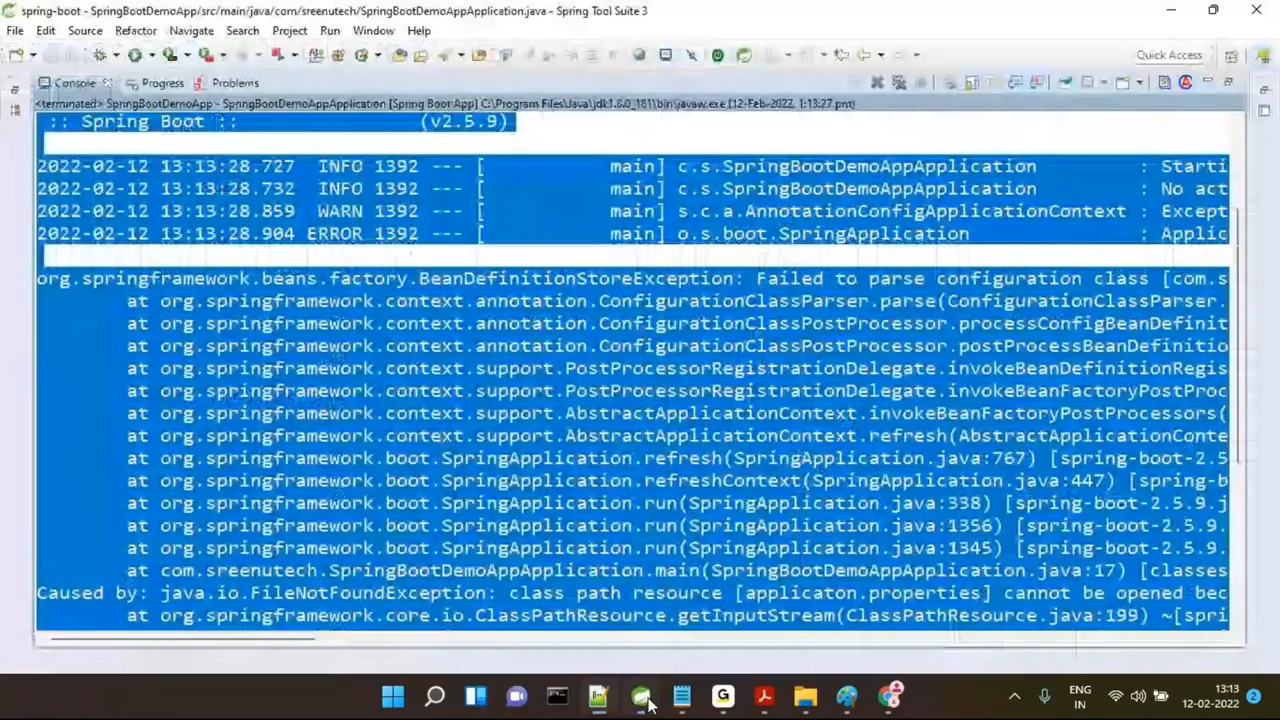 spring-boot - SpringBootDemoApp/src/main/java/com/sreenutech/SpringBootDemoAppApplication.java - Spring Tool Suite 3
File Edit Source Refactor Navigate Search Project Run Window Help
Quick Access
Console Progress Problems
<terminated> SpringBootDemoApp - SpringBootDemoAppApplication [Spring Boot App] C:\Program Files\Java\jdk1.8.0_181\bin\javaw.exe (12-Feb-2022, 1:13:27 pm)
:: Spring Boot :: (v2.5.9)
2022-02-12 13:13:28.727 INFO 1392 --- [ main] c.s.SpringBootDemoAppApplication : Starti
2022-02-12 13:13:28.732 INFO 1392 --- [ main] c.s.SpringBootDemoAppApplication : No act
2022-02-12 13:13:28.859 WARN 1392 --- [ main] s.c.a.AnnotationConfigApplicationContext : Except
2022-02-12 13:13:28.904 ERROR 1392 --- [ main] o.s.boot.SpringApplication : Applic
org.springframework.beans.factory.BeanDefinitionStoreException: Failed to parse configuration class [com.s
at org.springframework.context.annotation.ConfigurationClassParser.parse(ConfigurationClassParser.
at org.springframework.context.annotation.ConfigurationClassPostProcessor.processConfigBeanDefinit
at org.springframework.context.annotation.ConfigurationClassPostProcessor.postProcessBeanDefinitio
at org.springframework.context.support.PostProcessorRegistrationDelegate.invokeBeanDefinitionRegis
at org.springframework.context.support.PostProcessorRegistrationDelegate.invokeBeanFactoryPostProc
at org.springframework.context.support.AbstractApplicationContext.invokeBeanFactoryPostProcessors(
at org.springframework.context.support.AbstractApplicationContext.refresh(AbstractApplicationConte
at org.springframework.boot.SpringApplication.refresh(SpringApplication.java:767) [spring-boot-2.5
at org.springframework.boot.SpringApplication.refreshContext(SpringApplication.java:447) [spring-b
at org.springframework.boot.SpringApplication.run(SpringApplication.java:338) [spring-boot-2.5.9.j
at org.springframework.boot.SpringApplication.run(SpringApplication.java:1356) [spring-boot-2.5.9.
at org.springframework.boot.SpringApplication.run(SpringApplication.java:1345) [spring-boot-2.5.9.
at com.sreenutech.SpringBootDemoAppApplication.main(SpringBootDemoAppApplication.java:17) [classes
Caused by: java.io.FileNotFoundException: class path resource [applicaton.properties] cannot be opened bec
at org.springframework.core.io.ClassPathResource.getInputStream(ClassPathResource.java:199) ~[spri
ENG
IN
13:13
12-02-2022
2